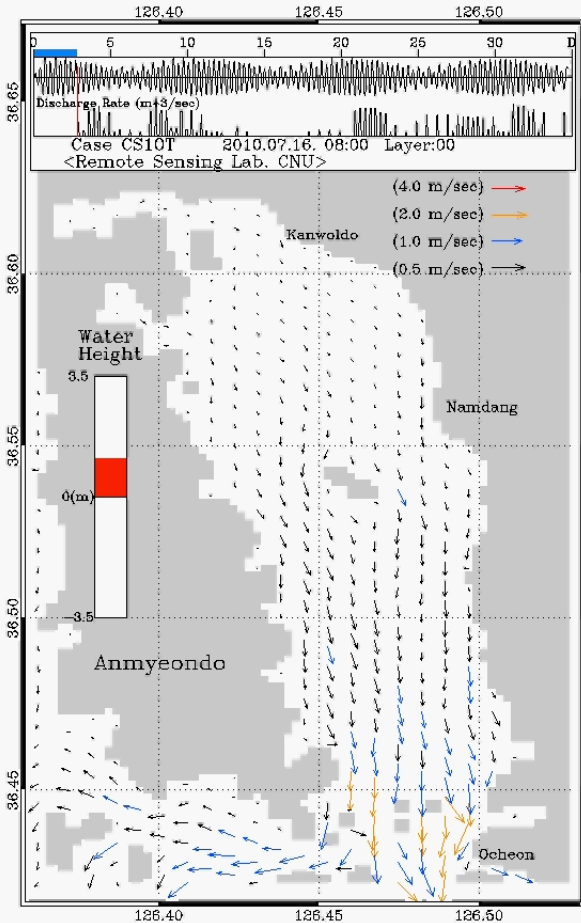 126.40 126.45 126.50
0 5 10 15 20 25 30 D
Discharge Rate (m*3/sec)
Case CS10T 2010.07.16. 08:00 Layer:00
<Remote Sensing Lab. CNU>
(4.0 m/sec)
Kanvoldo
(2.0 m/sec)
(1.0 m/sec)
(0.5 m/sec)
Water
Height
3.5
0(m)
-3.5
Namdang
Anmyeondo
Ocheon
36.65
36.60
36.55
36.50
36.45
126.40 126.45 126.50